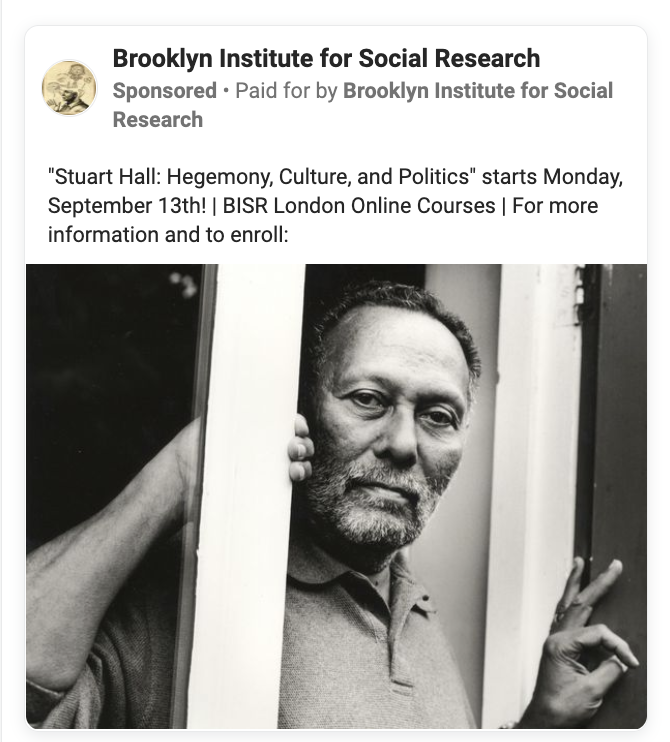 Brooklyn Institute for Social Research
Sponsored • Paid for by Brooklyn Institute for Social
Research
"Stuart Hall: Hegemony, Culture, and Politics" starts Monday,
September 13th! | BISR London Online Courses | For more
information and to enroll: